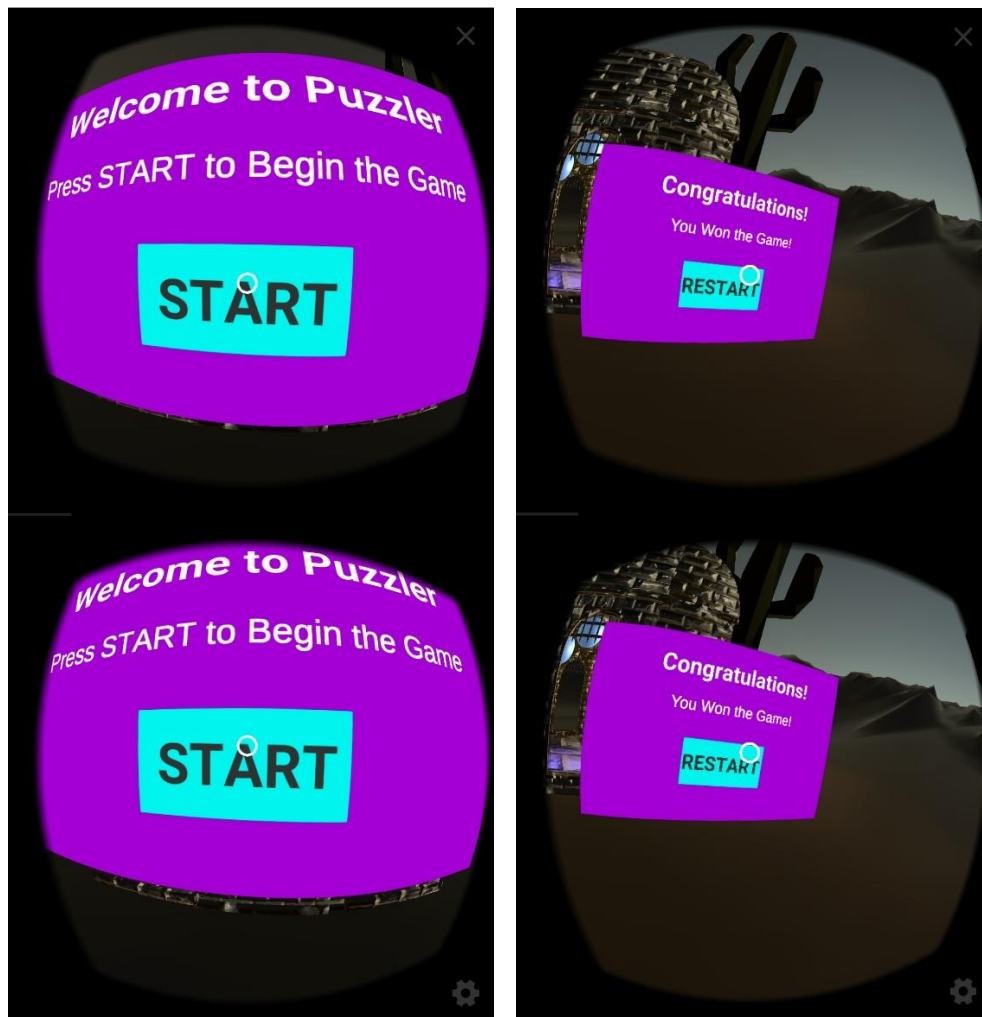 Welcome to Puzzler
Press START to Begin the Game
START
Congratulations!
You Won the Game!
RESTART
Welcome to Puzzler
Press START to Begin the Game
START
Congratulations!
You Won the Game!
RESTART